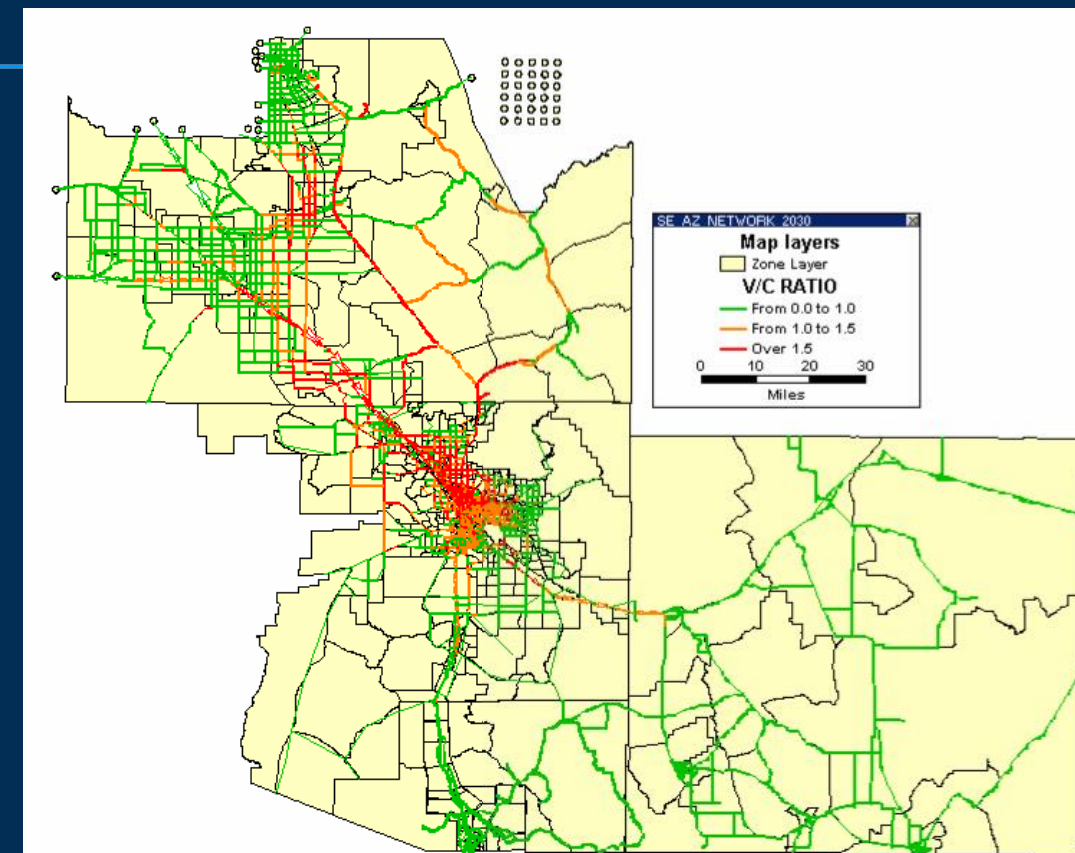 SE AZ NETWORK 2030
Map layers
Zone Layer
V/C RATIO
From 0.0 to 1.0
From 1.0 to 1.5
Over 1.5
0 10 20 30
Miles